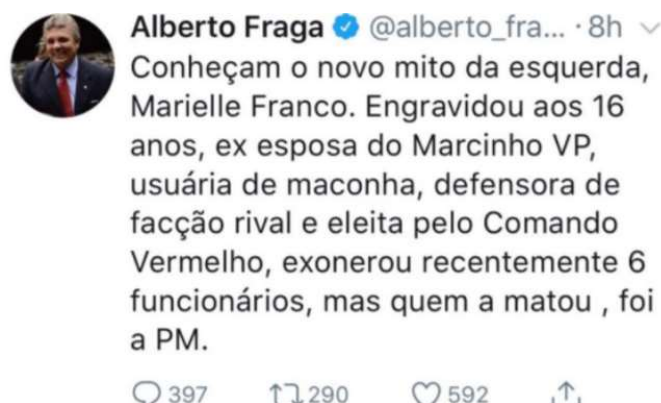 Alberto Fraga @alberto_fra... · 8h
Conheçam o novo mito da esquerda,
Marielle Franco. Engravidou aos 16
anos, ex esposa do Marcinho VP,
usuária de maconha, defensora de
facção rival e eleita pelo Comando
Vermelho, exonerou recentemente 6
funcionários, mas quem a matou , foi
a PM.
397 290 592